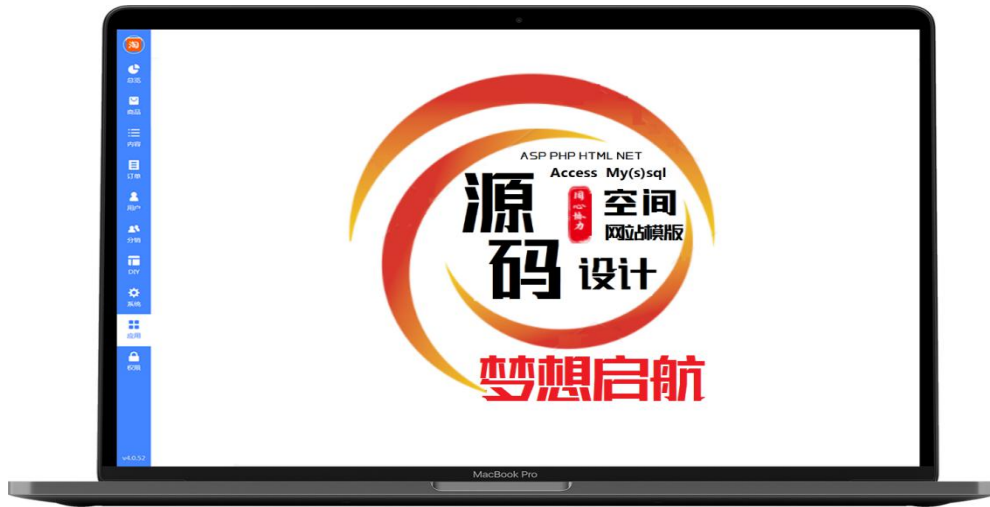 淘
总览
商品
内容
订单
用户
分销
DIY
系统
应用
权限
v4.0.52
ASP PHP HTML NET
Access My(s)sql
源码
同心协力
空间
网站模版
设计
梦想启航
MacBook Pro